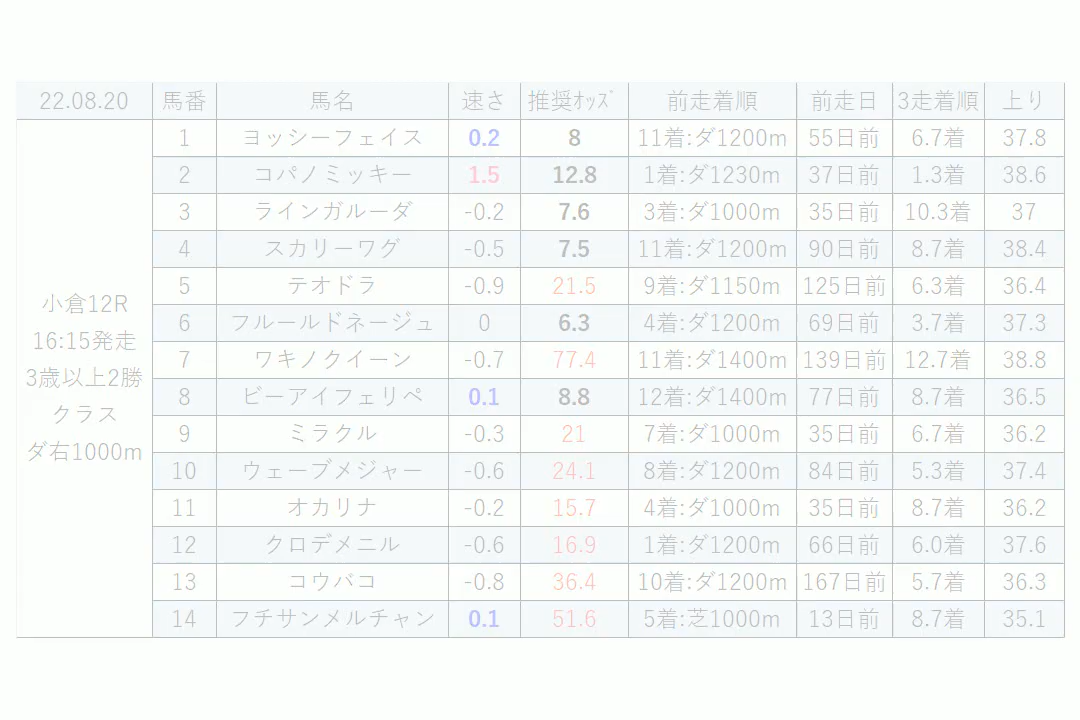 22.08.20 馬番 馬名 速さ 推奨ｵｯｽﾞ 前走着順 前走日 3走着順 上り
1 ヨッシーフェイス 0.2 8 11着:ダ1200m 55日前 6.7着 37.8
2 コパノミッキー 1.5 12.8 1着:ダ1230m 37日前 1.3着 38.6
3 ラインガルーダ -0.2 7.6 3着:ダ1000m 35日前 10.3着 37
4 スカリーワグ -0.5 7.5 11着:ダ1200m 90日前 8.7着 38.4
5 テオドラ -0.9 21.5 9着:ダ1150m 125日前 6.3着 36.4
小倉12R
16:15発走
3歳以上2勝
クラス
ダ右1000m
6 フルールドネージュ 0 6.3 4着:ダ1200m 69日前 3.7着 37.3
7 ワキノクイーン -0.7 77.4 11着:ダ1400m 139日前 12.7着 38.8
8 ビーアイフェリペ 0.1 8.8 12着:ダ1400m 77日前 8.7着 36.5
9 ミラクル -0.3 21 7着:ダ1000m 35日前 6.7着 36.2
10 ウェーブメジャー -0.6 24.1 8着:ダ1200m 84日前 5.3着 37.4
11 オカリナ -0.2 15.7 4着:ダ1000m 35日前 8.7着 36.2
12 クロデメニル -0.6 16.9 1着:ダ1200m 66日前 6.0着 37.6
13 コウバコ -0.8 36.4 10着:ダ1200m 167日前 5.7着 36.3
14 フチサンメルチャン 0.1 51.6 5着:芝1000m 13日前 8.7着 35.1